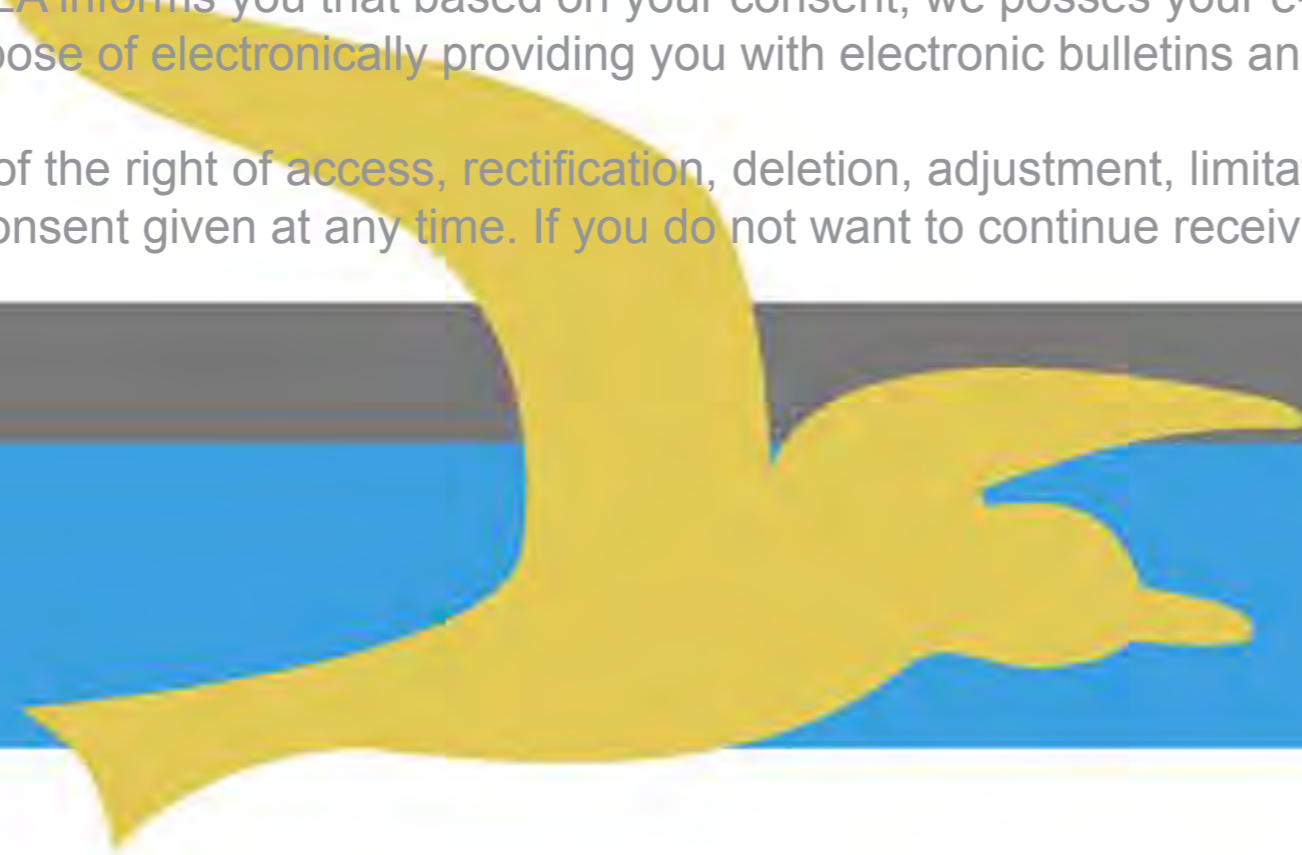 EA informs you that based on your consent, we posses your e-
pose of electronically providing you with electronic bulletins an
of the right of access, rectification, deletion, adjustment, limita
onsent given at any time. If you do not want to continue receiv